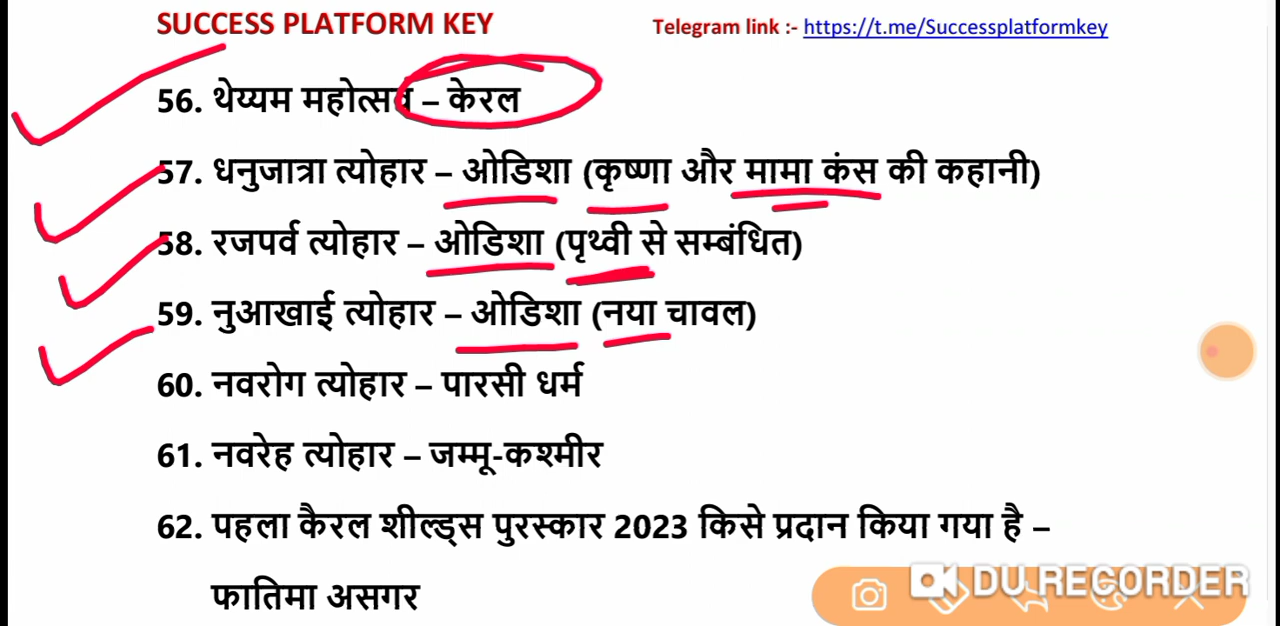 SUCCESS PLATFORM KEY Telegram link :- https://t.me/Successplatformkey
56. थेय्यम महोत्सव – केरल
57. धनुजात्रा त्योहार – ओडिशा (कृष्णा और मामा कंस की कहानी)
58. रजपर्व त्योहार – ओडिशा (पृथ्वी से सम्बंधित)
59. नुआखाई त्योहार – ओडिशा (नया चावल)
60. नवरोग त्योहार – पारसी धर्म
61. नवरेह त्योहार – जम्मू-कश्मीर
62. पहला कैरल शील्ड्स पुरस्कार 2023 किसे प्रदान किया गया है –
फातिमा असगर
DU RECORDER